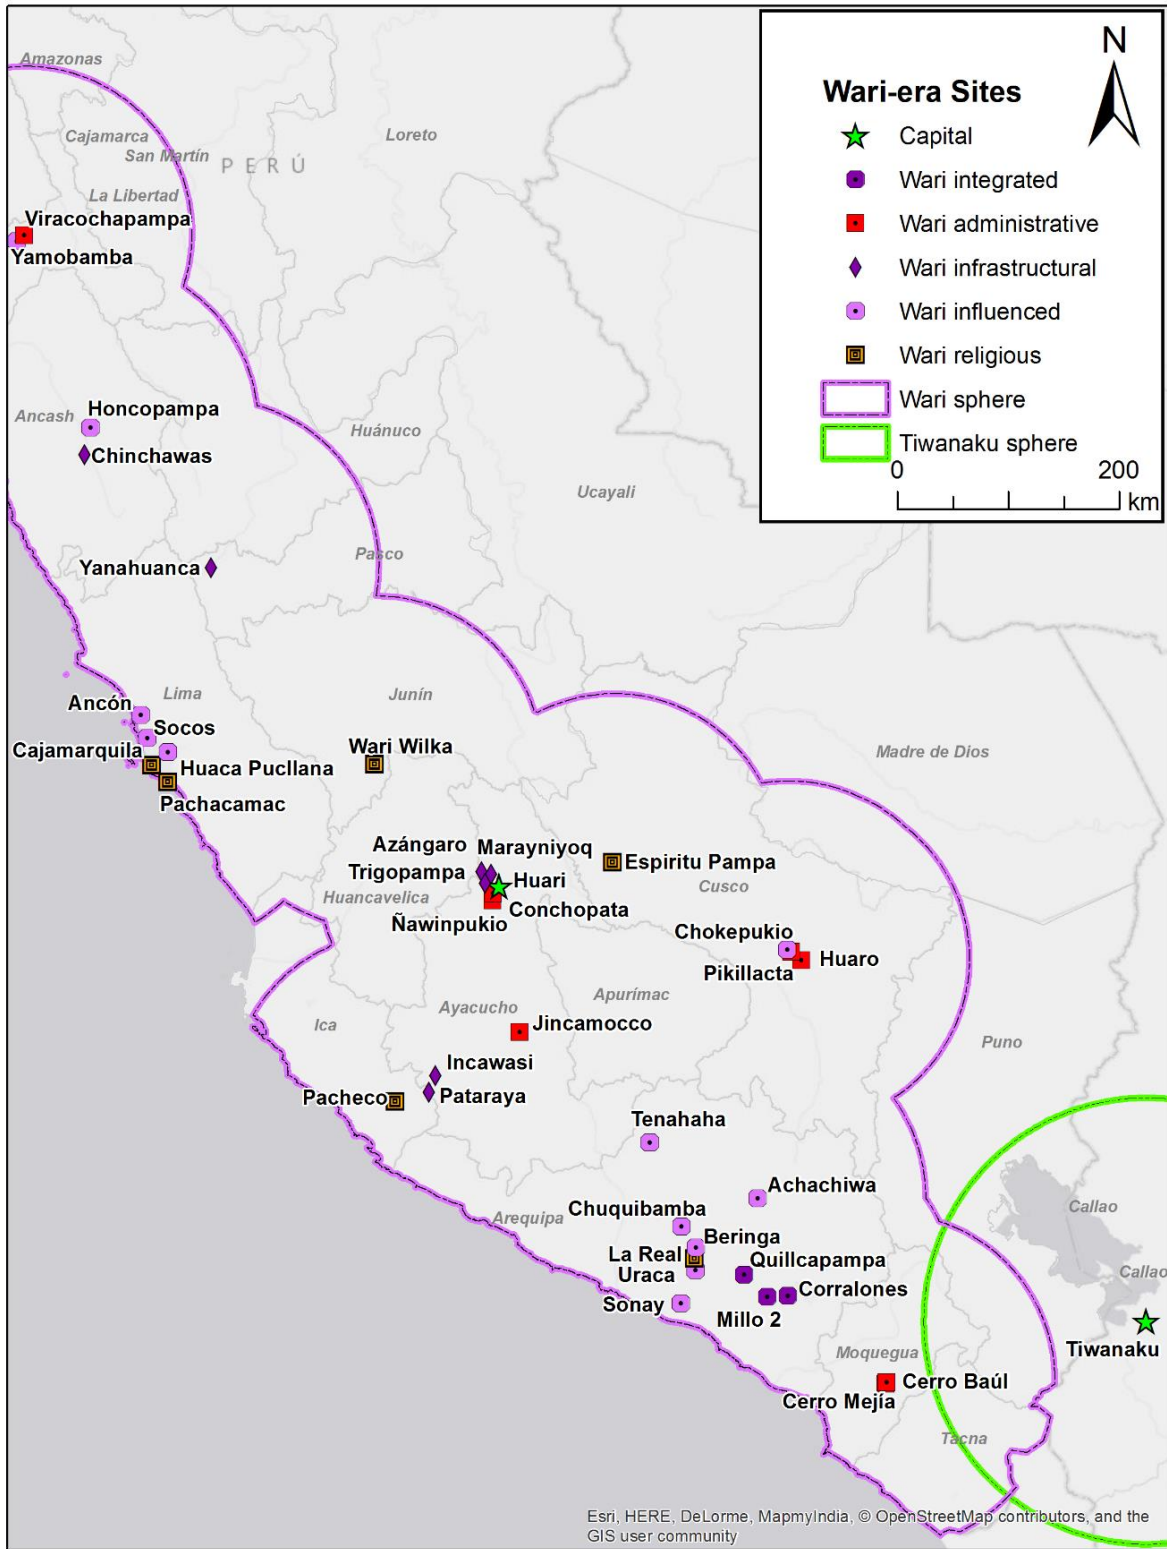 N
Wari-era Sites
Capital
Wari integrated
Wari administrative
Wari infrastructural
Wari influenced
Wari religious
Wari sphere
Tiwanaku sphere
0 200
km
Amazonas
Cajamarca
San Martín
PERÚ
Loreto
La Libertad
Viracochapampa
Yamobamba
Ancash
Honcopampa
Chinchawas
Huánuco
Ucayali
Yanahuanca
Pasco
Lima
Junín
Ancón
Socos
Cajamarquila
Huaca Pucllana
Pachacamac
Wari Wilka
Madre de Dios
Azángaro
Marayniyoq
Trigopampa
Huari
Espiritu Pampa
Cusco
Huancavelica
Conchopata
Ñawinpukio
Chokepukio
Huaro
Pikillacta
Apurímac
Ayacucho
Ica
Jincamocco
Puno
Incawasi
Pacheco
Pataraya
Tenahaha
Achachiwa
Chuquibamba
Arequipa
Callao
Beringa
La Real
Quillcapampa
Uraca
Callao
Sonay
Corralones
Millo 2
Tiwanaku
Moquegua
Cerro Baúl
Cerro Mejía
Tacna
Esri, HERE, DeLorme, MapmyIndia, © OpenStreetMap contributors, and the
GIS user community